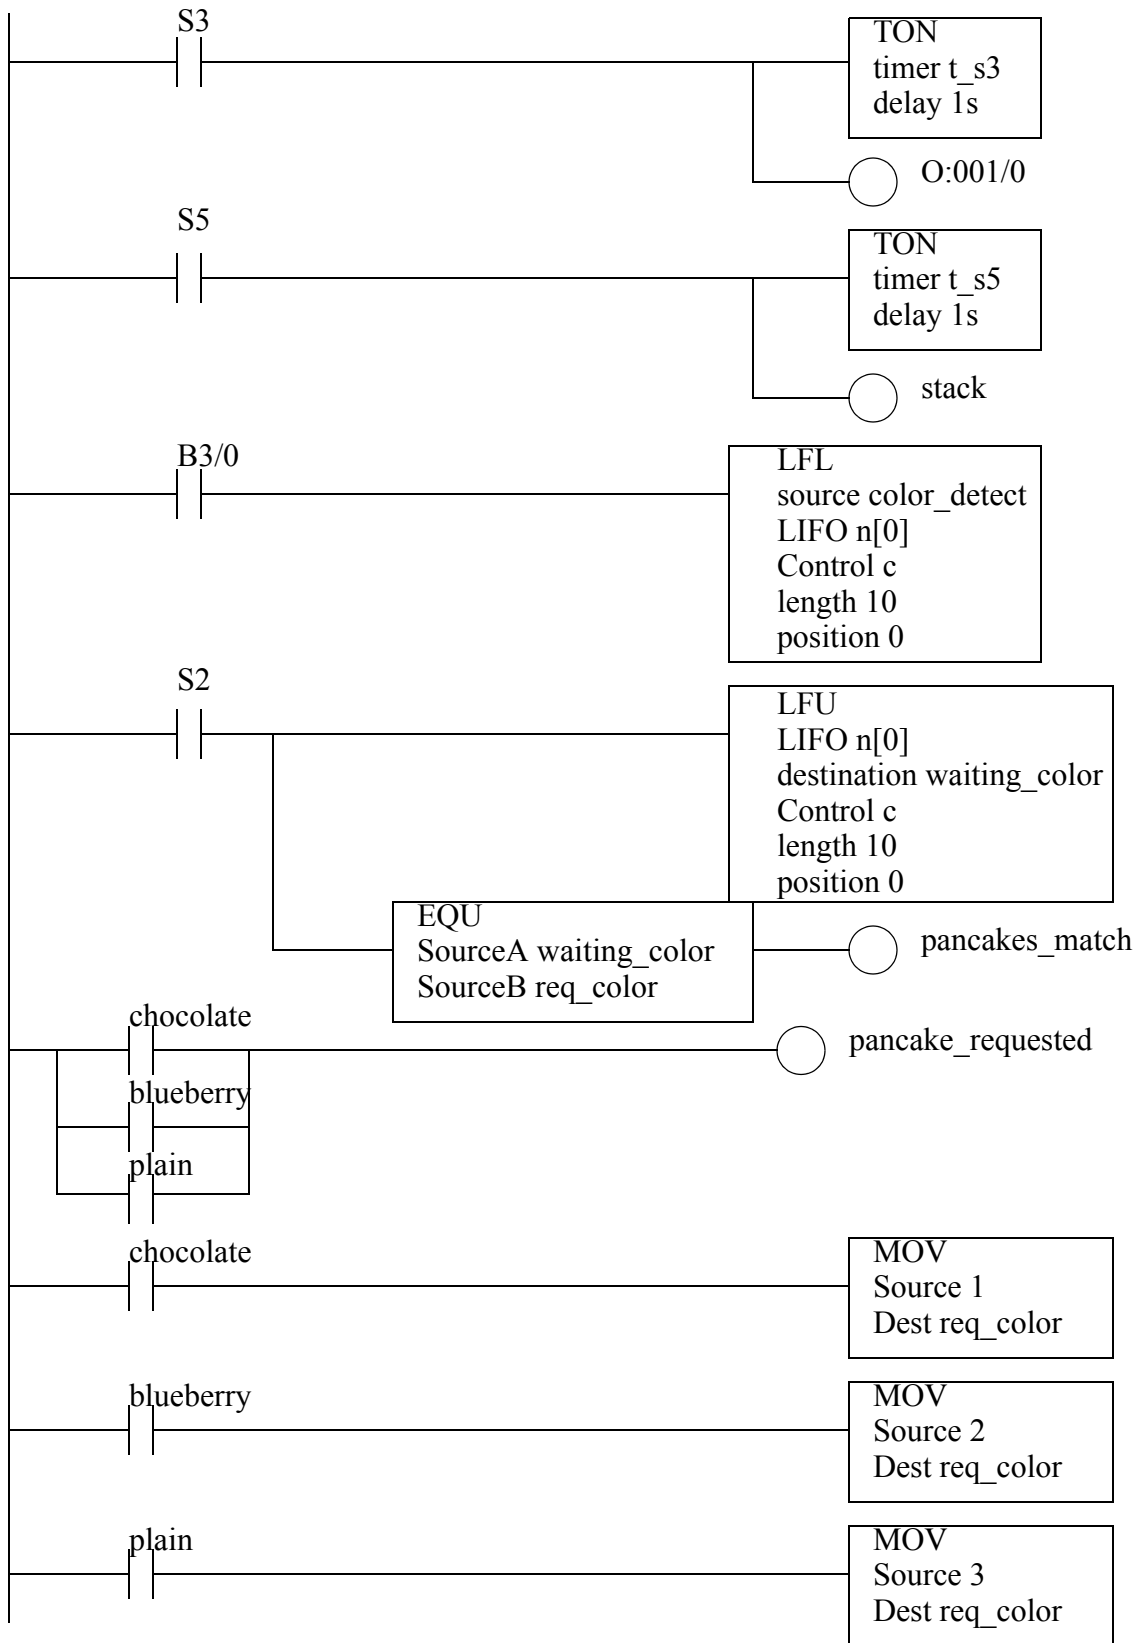 S3
TON
timer t_s3
delay 1s
O:001/0
S5
TON
timer t_s5
delay 1s
stack
B3/0
LFL
source color_detect
LIFO n[0]
Control c
length 10
position 0
S2
LFU
LIFO n[0]
destination waiting_color
Control c
length 10
position 0
EQU
SourceA waiting_color
SourceB req_color
pancakes_match
chocolate
pancake_requested
blueberry
plain
chocolate
MOV
Source 1
Dest req_color
blueberry
MOV
Source 2
Dest req_color
plain
MOV
Source 3
Dest req_color